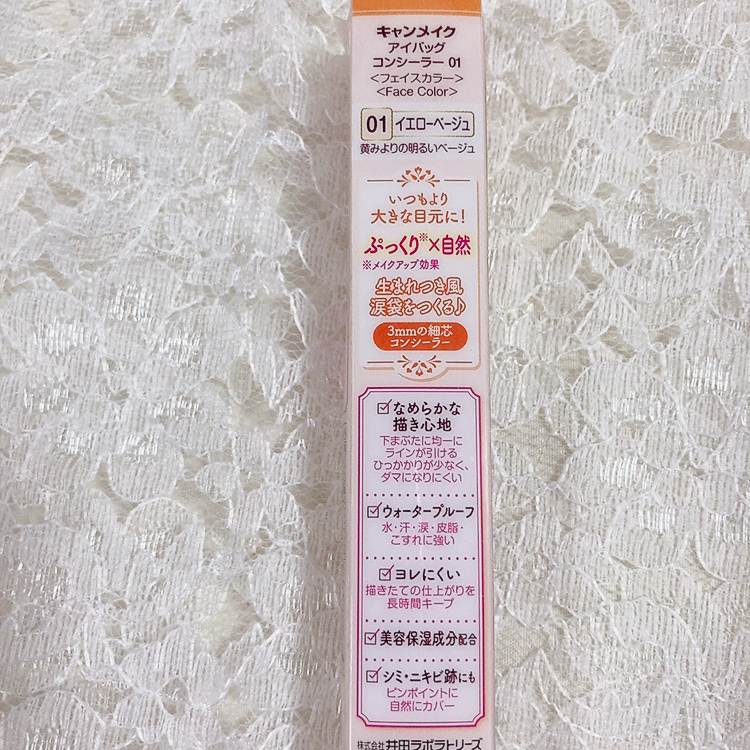 キャンメイク
アイバッグ
コンシーラー 01
<フェイスカラー>
<Face Color>
01 イエローベージュ
黄みよりの明るいベージュ
いつもより
大きな目元に!
ぷっくり※×自然
※メイクアップ効果
生まれつき風
涙袋をつくる♪
3mmの細芯
コンシーラー
なめらかな
描き心地
下まぶたに均一に
ラインが引ける
ひっかかりが少なく、
ダマになりにくい
ウォータープルーフ
水・汗・涙・皮脂・
こすれに強い
ヨレにくい
描きたての仕上がりを
長時間キープ
美容保湿成分配合
シミ・ニキビ跡にも
ピンポイントに
自然にカバー
株式会社 井田ラボラトリーズ